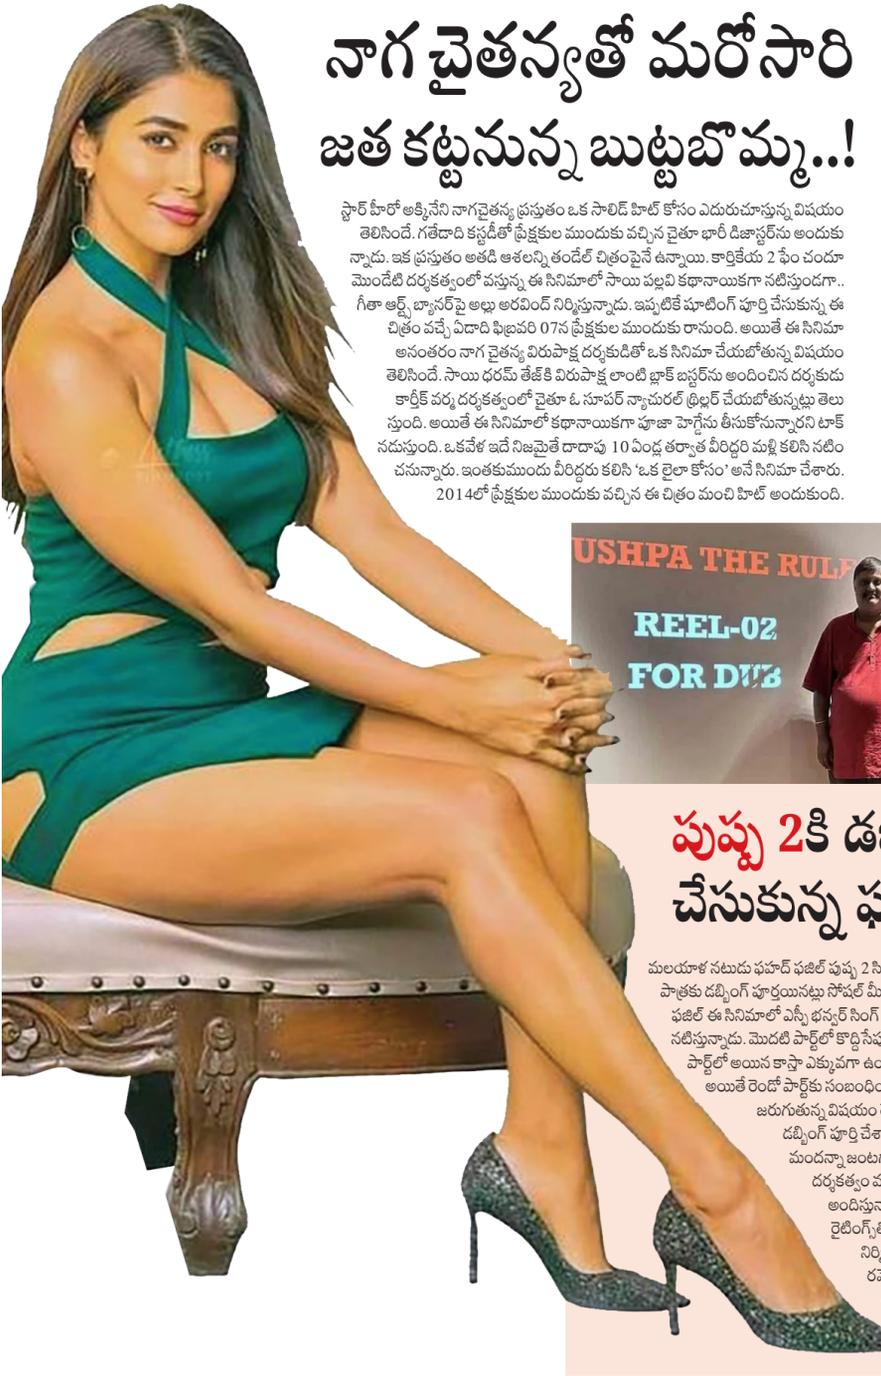 నాగ చైతన్యతో మరోసారి
జత కట్టనున్న బుట్టబొమ్మ..!
స్టార్ హీరో అక్కినేని నాగచైతన్య ప్రస్తుతం ఒక సాలిడ్ హిట్ కోసం ఎదురుచూస్తున్న విషయం
తెలిసిందే. గతేడాది కస్టడీతో ప్రేక్షకుల ముందుకు వచ్చిన చైతూ భారీ డిజాస్టర్‌ను అందుకు
న్నాడు. ఇక ప్రస్తుతం అతడి ఆశలన్ని తండేల్ చిత్రంపైనే ఉన్నాయి. కార్తికేయ 2 ఫేం చందూ
మొండేటి దర్శకత్వంలో వస్తున్న ఈ సినిమాలో సాయి పల్లవి కథానాయికగా నటిస్తుండగా..
గీతా ఆర్ట్స్ బ్యానర్‌పై అల్లు అరవింద్ నిర్మిస్తున్నాడు. ఇప్పటికే షూటింగ్ పూర్తి చేసుకున్న ఈ
చిత్రం వచ్చే ఏడాది ఫిబ్రవరి 07న ప్రేక్షకుల ముందుకు రానుంది. అయితే ఈ సినిమా
అనంతరం నాగ చైతన్య విరుపాక్ష దర్శకుడితో ఒక సినిమా చేయబోతున్న విషయం
తెలిసిందే. సాయి ధరమ్ తేజ్‌కి విరుపాక్ష లాంటి బ్లాక్ బస్టర్‌ను అందించిన దర్శకుడు
కార్తీక్ వర్మ దర్శకత్వంలో చైతూ ఓ సూపర్ న్యాచురల్ థ్రిల్లర్ చేయబోతున్నట్లు తెలు
స్తుంది. అయితే ఈ సినిమాలో కథానాయికగా పూజా హెగ్డేను తీసుకోనున్నారని టాక్
నడుస్తుంది. ఒకవేళ ఇదే నిజమైతే దాదాపు 10 ఏండ్ల తర్వాత వీరిద్దరి మళ్లి కలిసి నటిం
చనున్నారు. ఇంతకుముందు వీరిద్దరు కలిసి ‘ఒక లైలా కోసం’ అనే సినిమా చేశారు.
2014లో ప్రేక్షకుల ముందుకు వచ్చిన ఈ చిత్రం మంచి హిట్ అందుకుంది.
USHPA THE RULE
REEL-02
FOR DUB
పుష్ప 2కి
చేసుకున్న
మలయాళ నటుడు ఫహద్ ఫజిల్ పుష్ప 2
పాత్రకు డబ్బింగ్ పూర్తయినట్లు సోషల్
ఫజిల్ ఈ సినిమాలో ఎస్పీ భన్వర్ సింగ్
నటిస్తున్నాడు. మొదటి పార్ట్‌లో
పార్ట్‌లో అయిన కాస్తా ఎక్కువగా
అయితే రెండో పార్ట్‌కు
జరుగుతున్న విషయం
డబ్బింగ్ పూర్తి
మందన్నా
దర్శకత్వం